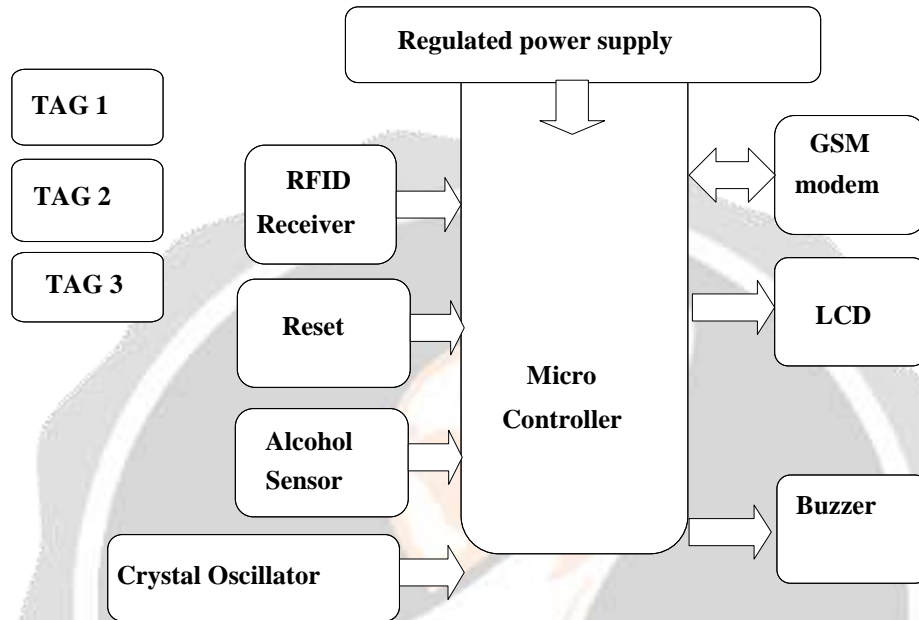 Regulated power supply
TAG 1
TAG 2
TAG 3
RFID
Receiver
Reset
Alcohol
Sensor
Crystal Oscillator
Micro
Controller
GSM
modem
LCD
Buzzer